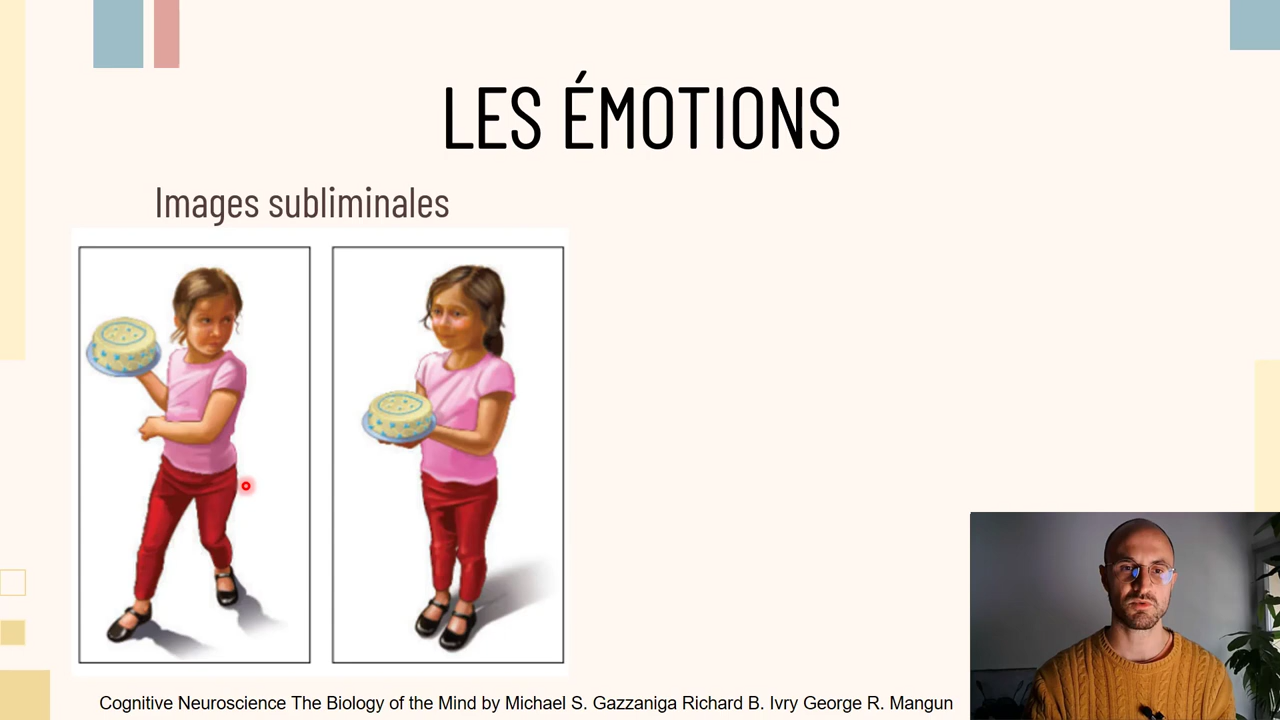 LES ÉMOTIONS
Images subliminales
Cognitive Neuroscience The Biology of the Mind by Michael S. Gazzaniga Richard B. Ivry George R. Mangun